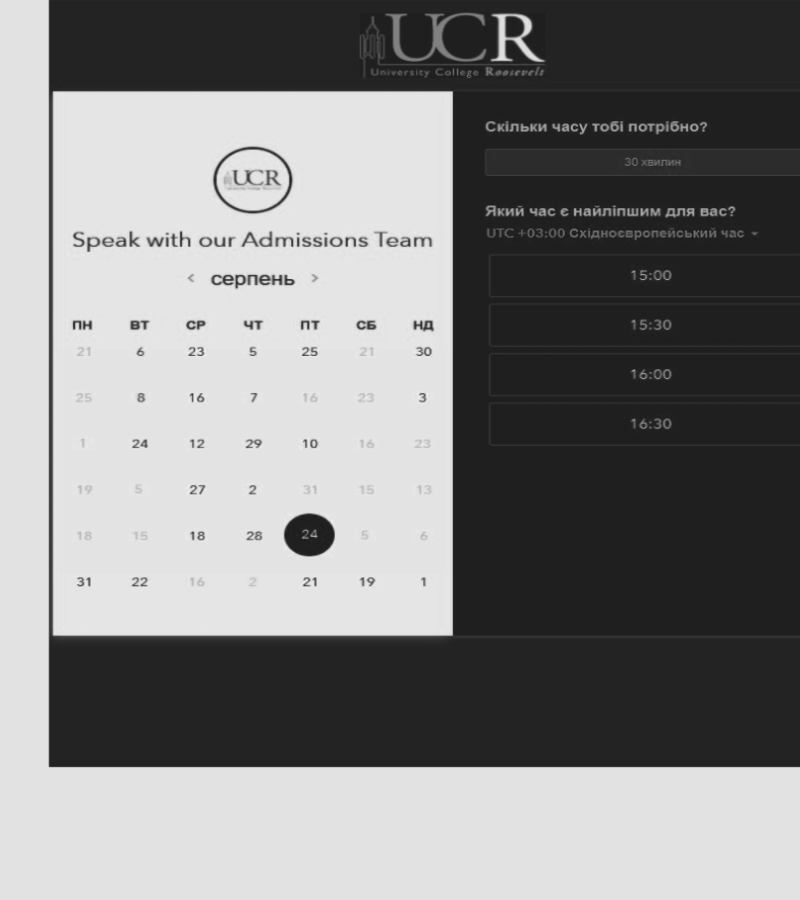 UCR
University College Roosevelt
UCR
Speak with our Admissions Team
< серпень >
ПН ВТ СР ЧТ ПТ СБ НД
21 6 23 5 25 21 30
25 8 16 7 16 23 3
1 24 12 29 10 16 23
19 5 27 2 31 15 13
18 15 18 28 24 5 6
31 22 16 2 21 19 1
Скільки часу тобі потрібно?
30 хвилин
Який час є найліпшим для вас?
UTC +03:00 Східноєвропейський час
15:00
15:30
16:00
16:30